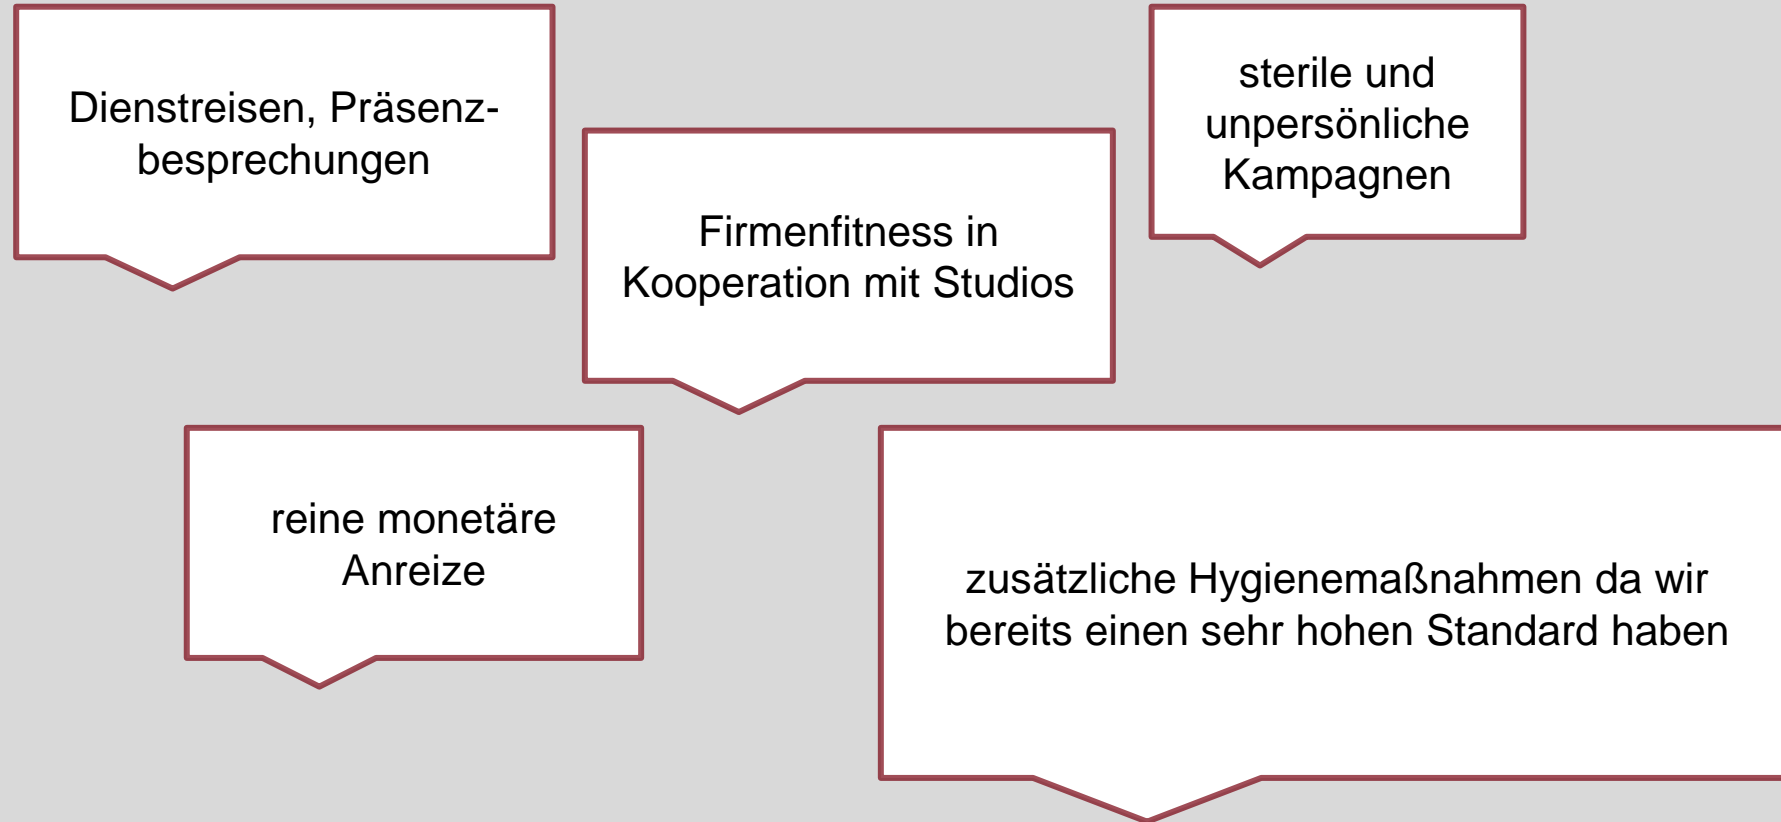 Dienstreisen, Präsenz-
besprechungen
sterile und
unpersönliche
Kampagnen
Firmenfitness in
Kooperation mit Studios
reine monetäre
Anreize
zusätzliche Hygienemaßnahmen da wir
bereits einen sehr hohen Standard haben